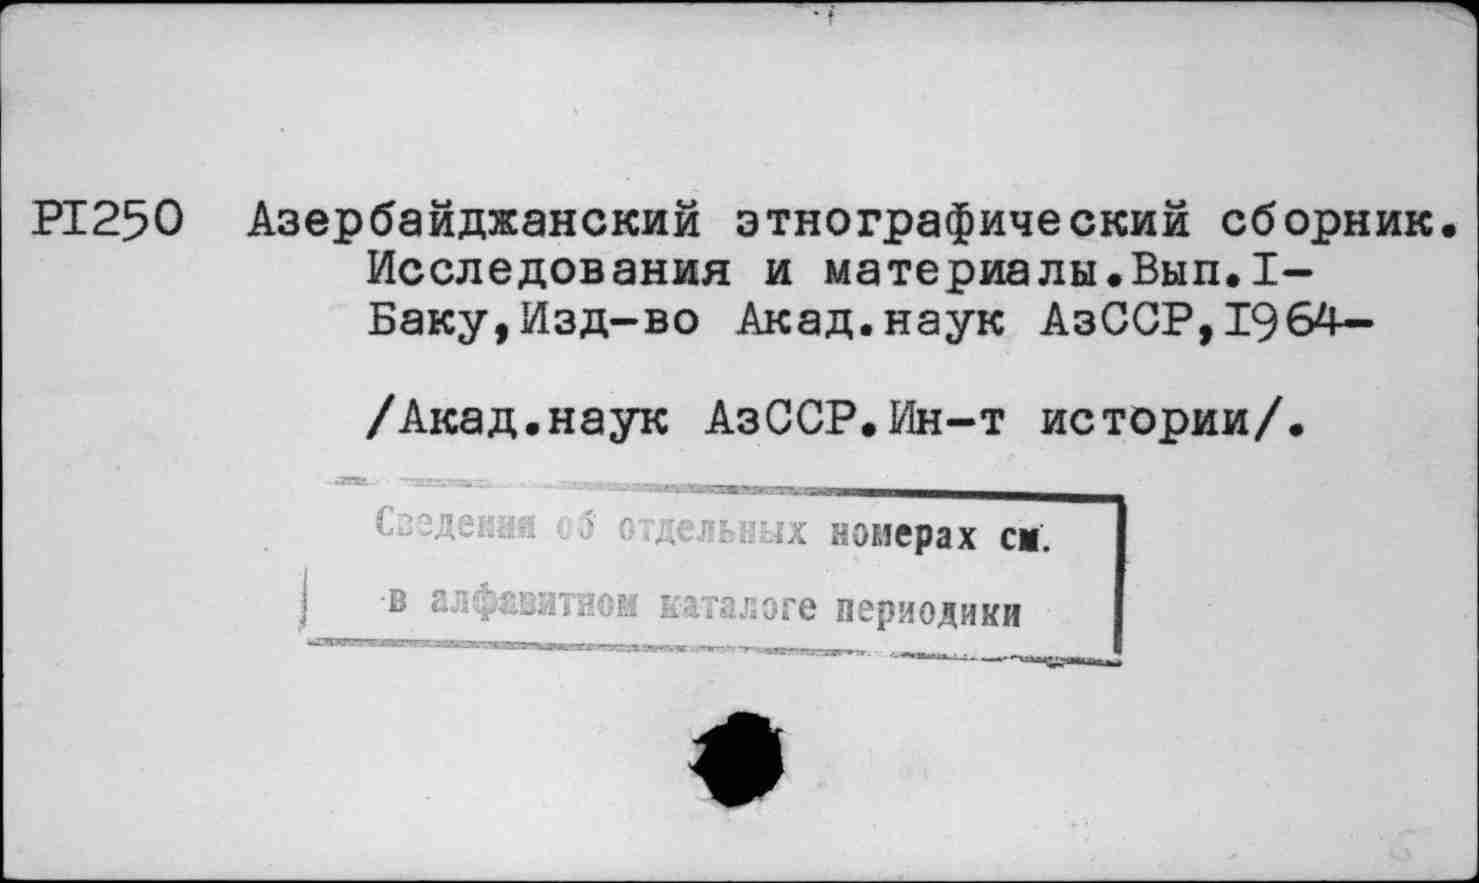 PI250 Азербайджанский этнографический сборник.
Исследования и материалы.Вып.I-
Баку,Изд-во Акад.наук АзССР,I964-
/Акад.наук АзССР.Ин-т истории/.
Сведения об отдельных номерах см.
в алфавитном каталоге периодики